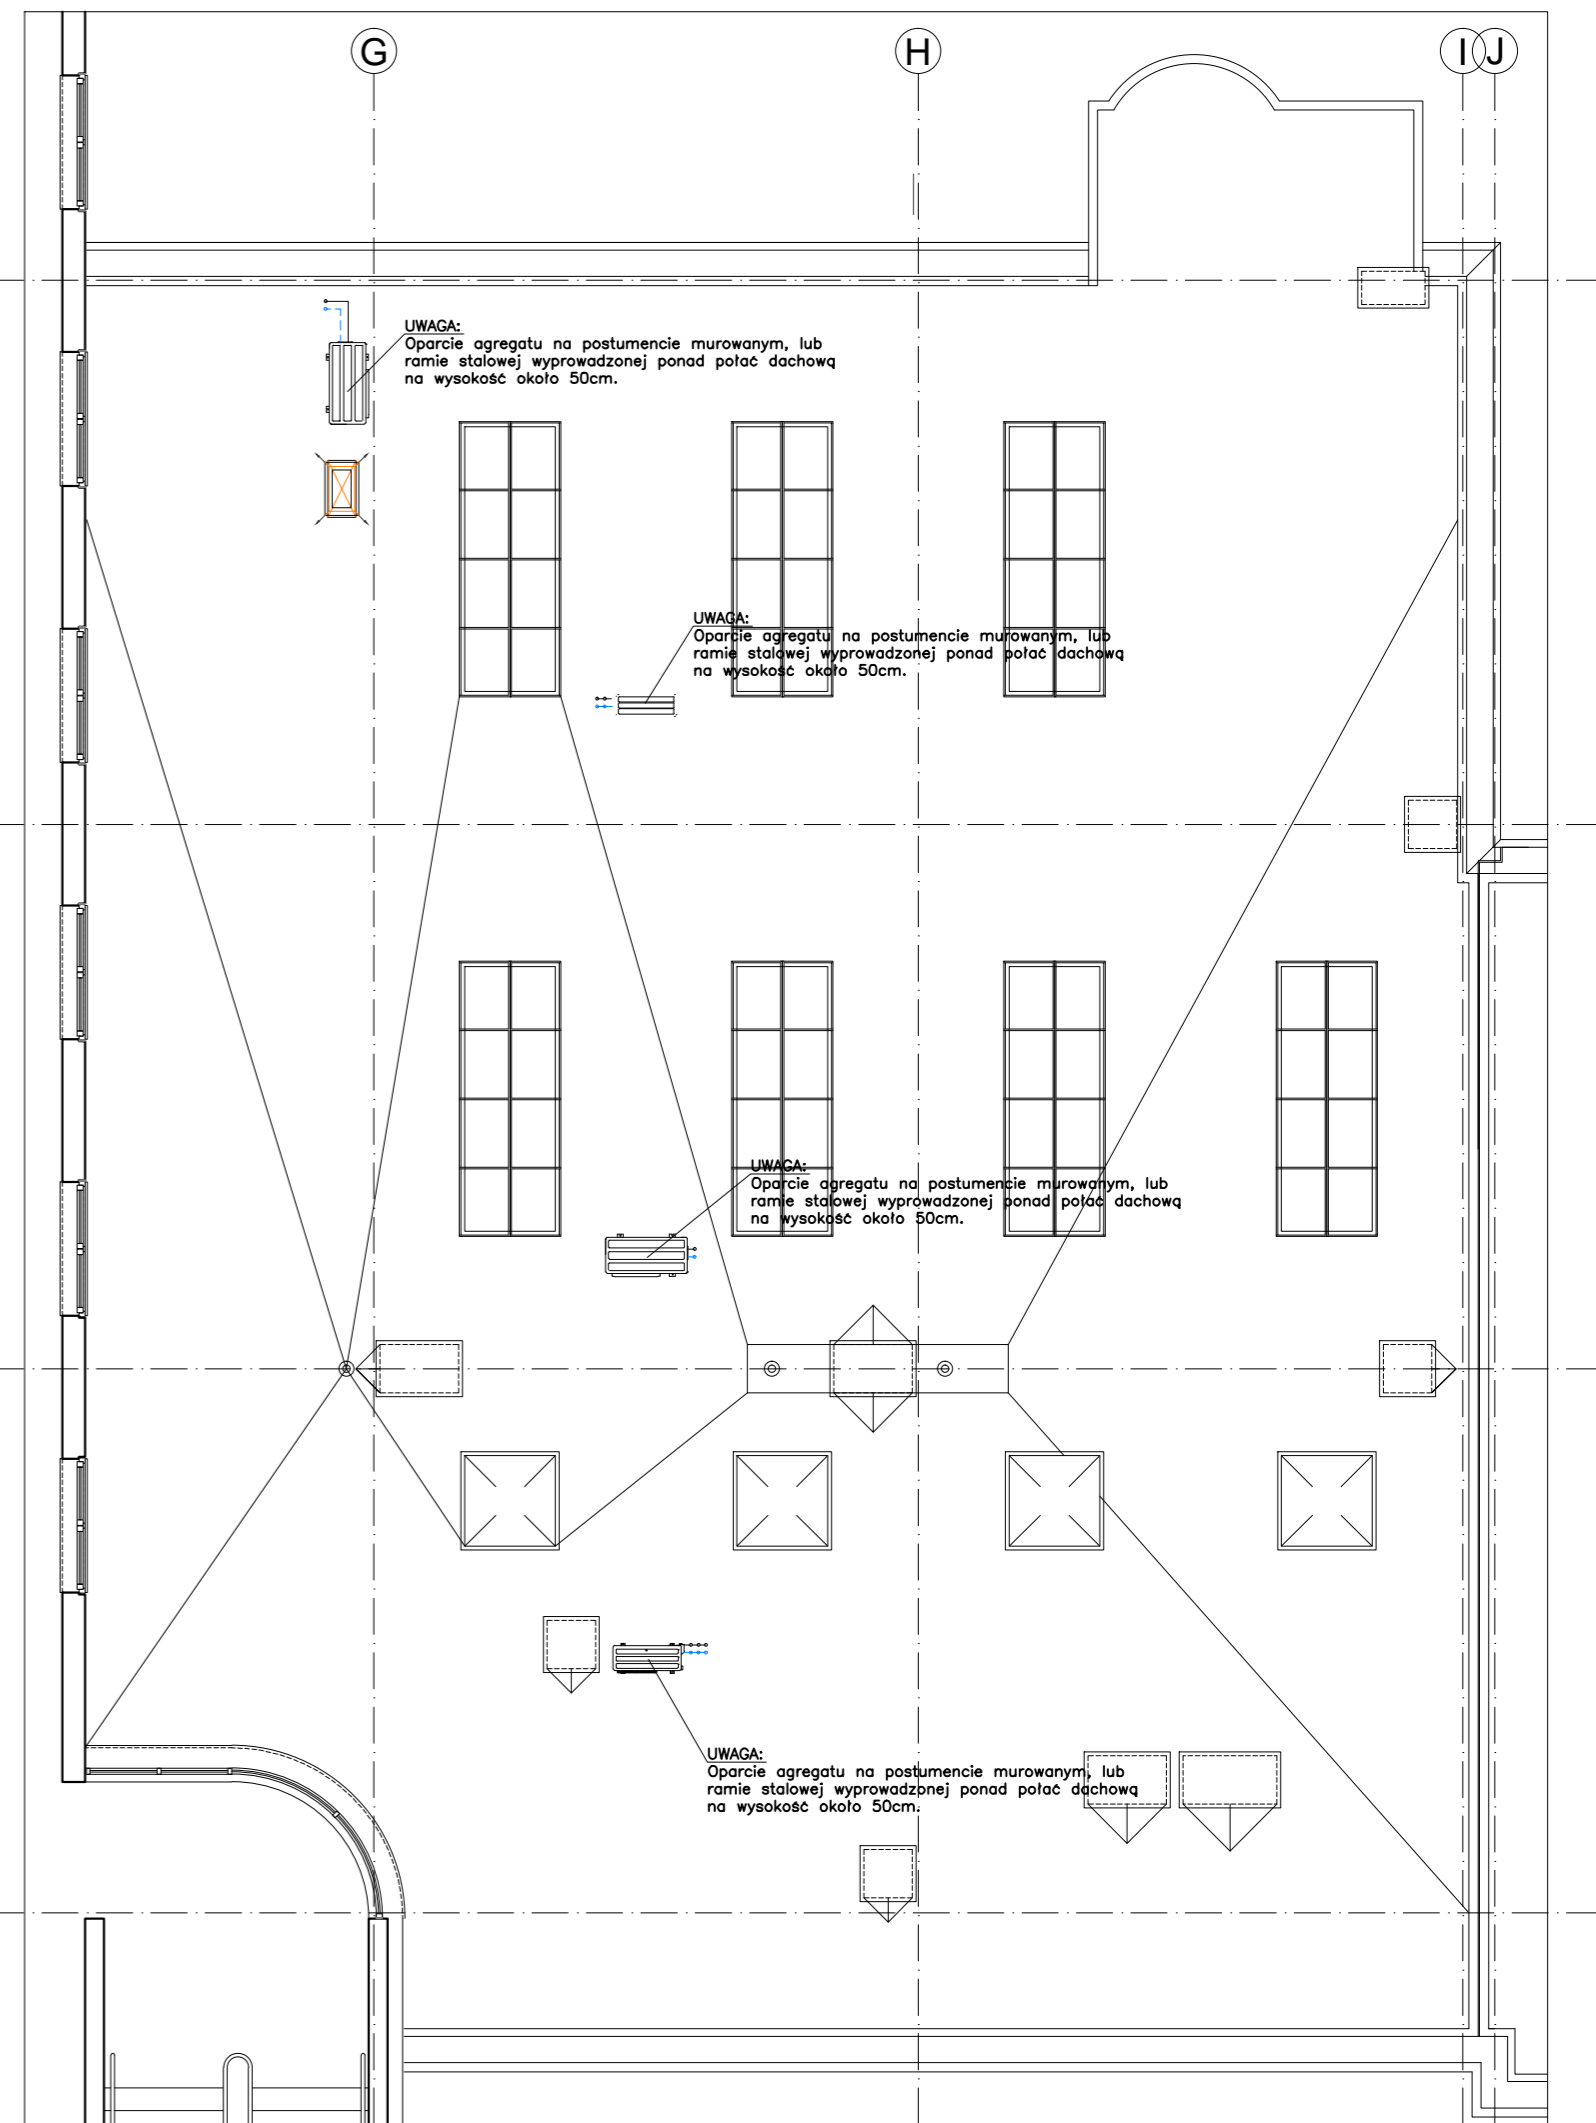 G
H
I
J
UWAGA:
Oparcie agregatu na postumencie murowanym, lub
ramie stalowej wyprowadzonej ponad połać dachową
na wysokość około 50cm.
UWAGA:
Oparcie agregatu na postumencie murowanym, lub
ramie stalowej wyprowadzonej ponad połać dachową
na wysokość około 50cm.
UWAGA:
Oparcie agregatu na postumencie murowanym, lub
ramie stalowej wyprowadzonej ponad połać dachową
na wysokość około 50cm.
UWAGA:
Oparcie agregatu na postumencie murowanym, lub
ramie stalowej wyprowadzonej ponad połać dachową
na wysokość około 50cm.